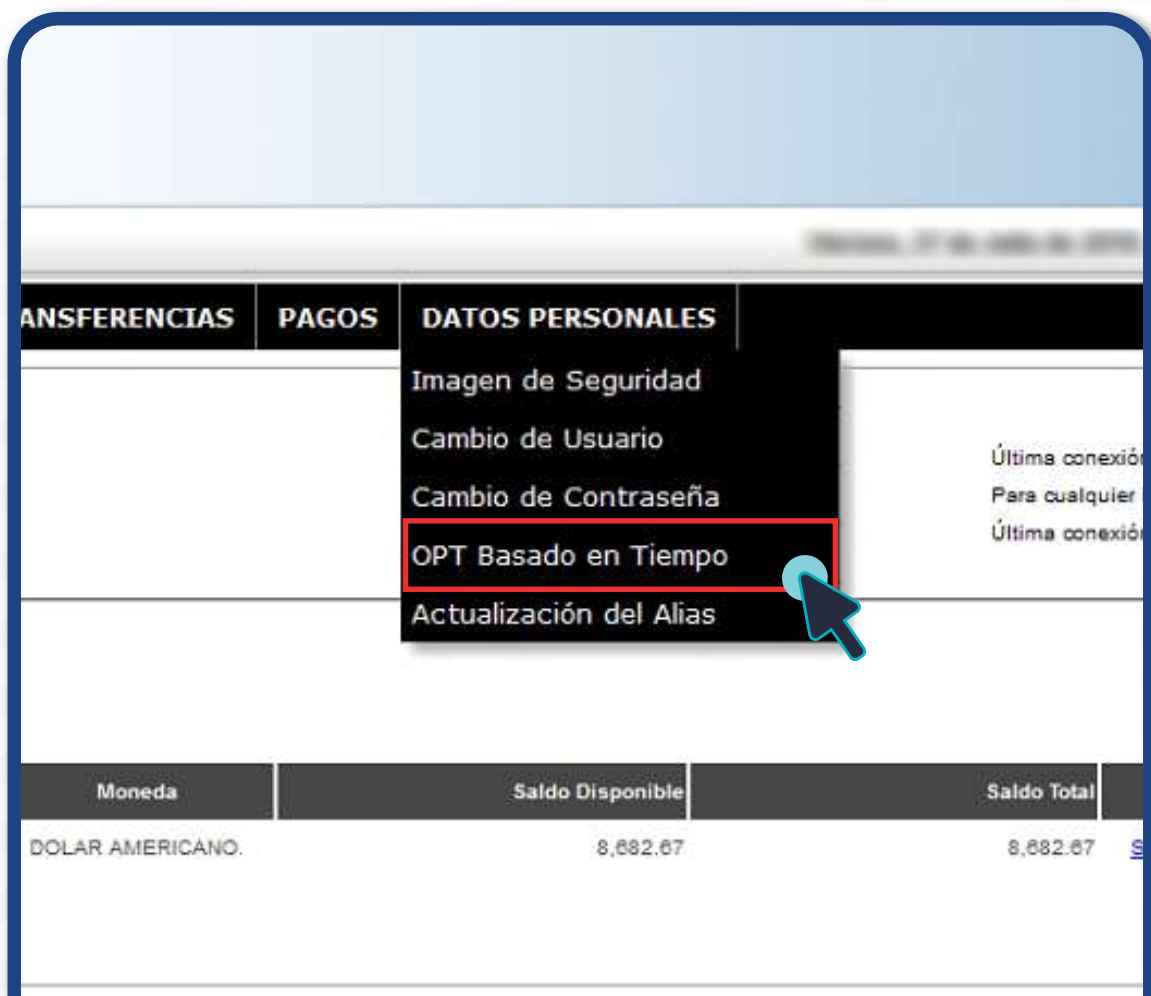 ANSFERENCIAS PAGOS DATOS PERSONALES
Imagen de Seguridad
Cambio de Usuario
Cambio de Contraseña
OPT Basado en Tiempo
Actualización del Alias
Última conexión
Para cualquier
Última conexión
Moneda Saldo Disponible Saldo Total
DOLAR AMERICANO. 8,682.67 8,682.67 S